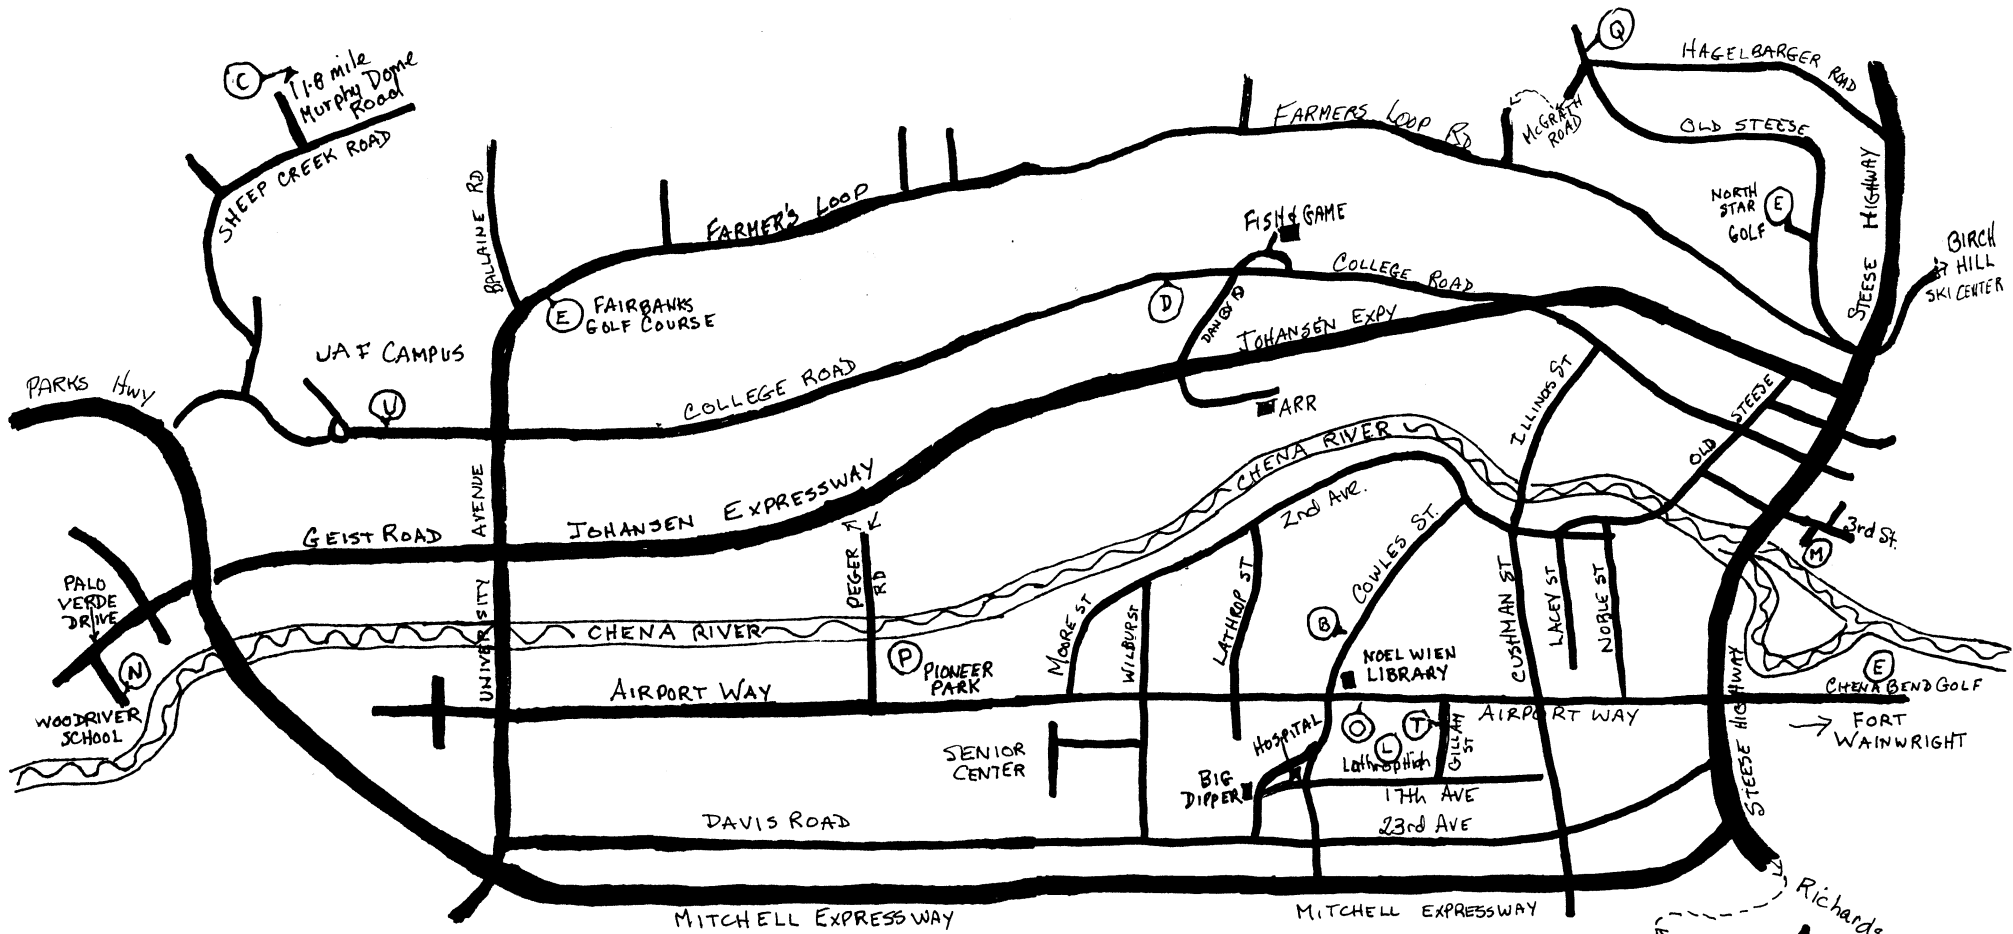 Q
HAGELBARGER ROAD
C
1.8 mile
Murphy Dome
Road
SHEEP CREEK ROAD
FARMERS LOOP RD
McGRATH
ROAD
OLD STEESE
STEESE HIGHWAY
BALLAINE RD
FARMER'S LOOP
NORTH
STAR
GOLF
E
FISH & GAME
BIRCH
HILL
SKI CENTER
COLLEGE ROAD
D
DANBY
E
FAIRBANKS
GOLF COURSE
JOHANSEN EXPY
UAF CAMPUS
PARKS HWY
U
COLLEGE ROAD
ILLINOIS ST
OLD STEESE
ARR
CHENA RIVER
GEIST ROAD
UNIVERSITY AVENUE
JOHANSEN EXPRESSWAY
2nd AVE.
COWLES ST.
3rd St.
M
PALO
VERDE
DRIVE
PEGER
RD
CHENA RIVER
MOORE ST
WILBUR ST
LATHROP ST
B
CUSHMAN ST
LACEY ST
NOBLE ST
N
WOODRIVER
SCHOOL
P
PIONEER
PARK
NOEL WIEN
LIBRARY
E
CHENA BEND GOLF
AIRPORT WAY
AIRPORT WAY
FORT
WAINWRIGHT
SENIOR
CENTER
HOSPITAL
O
L
T
GILLAM
ST
Lathrop High
BIG
DIPPER
17th AVE
23rd AVE
STEESE HIGHWAY
DAVIS ROAD
MITCHELL EXPRESSWAY
MITCHELL EXPRESSWAY
Richards